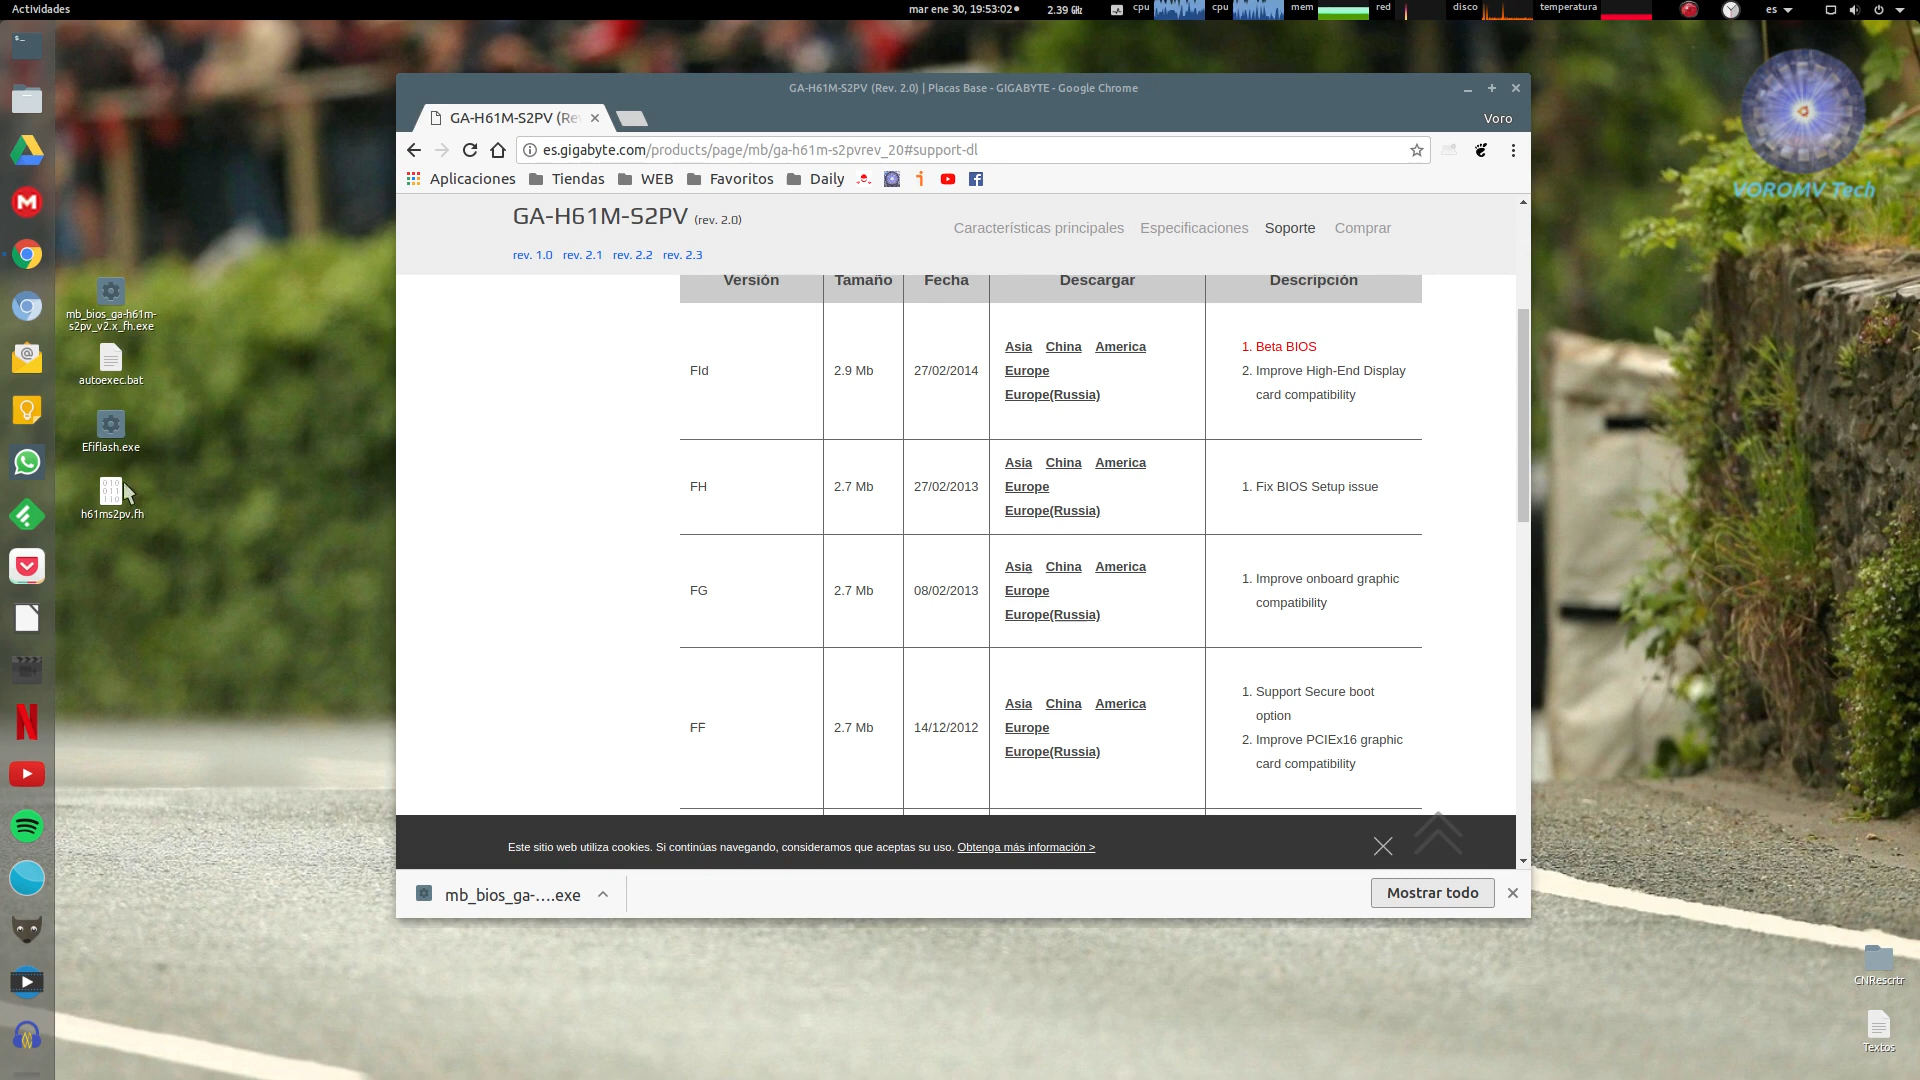 Actividades
mar ene 30, 19:53:02
2.39 GHz
cpu
cpu
mem
red
disco
temperatura
es
GA-H61M-S2PV (Rev. 2.0) | Placas Base - GIGABYTE - Google Chrome
GA-H61M-S2PV (Re
Voro
es.gigabyte.com/products/page/mb/ga-h61m-s2pvrev_20#support-dl
Aplicaciones
Tiendas
WEB
Favoritos
Daily
VOROMV Tech
GA-H61M-S2PV (rev. 2.0)
Características principales
Especificaciones
Soporte
Comprar
rev. 1.0 rev. 2.1 rev. 2.2 rev. 2.3
Versión Tamaño Fecha Descargar Descripción
FId 2.9 Mb 27/02/2014
Asia China America
Europe
Europe(Russia)
1. Beta BIOS
2. Improve High-End Display
card compatibility
FH 2.7 Mb 27/02/2013
Asia China America
Europe
Europe(Russia)
1. Fix BIOS Setup issue
FG 2.7 Mb 08/02/2013
Asia China America
Europe
Europe(Russia)
1. Improve onboard graphic
compatibility
FF 2.7 Mb 14/12/2012
Asia China America
Europe
Europe(Russia)
1. Support Secure boot
option
2. Improve PCIEx16 graphic
card compatibility
Este sitio web utiliza cookies. Si continúas navegando, consideramos que aceptas su uso. Obtenga más información >
mb_bios_ga-....exe
Mostrar todo
mb_bios_ga-h61m-
s2pv_v2.x_fh.exe
autoexec.bat
Efiflash.exe
010
011
110
h61ms2pv.fh
CNRescrtr
Textos